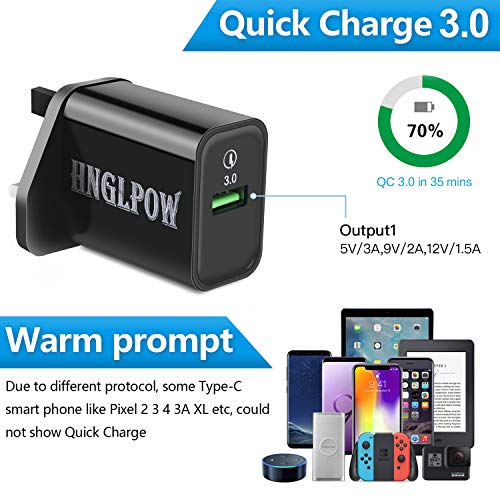 Quick Charge 3.0
HNGLPOW
3.0
70%
QC 3.0 in 35 mins
Output1
5V/3A,9V/2A,12V/1.5A
Warm prompt
Due to different protocol, some Type-C
smart phone like Pixel 2 3 4 3A XL etc, could
not show Quick Charge